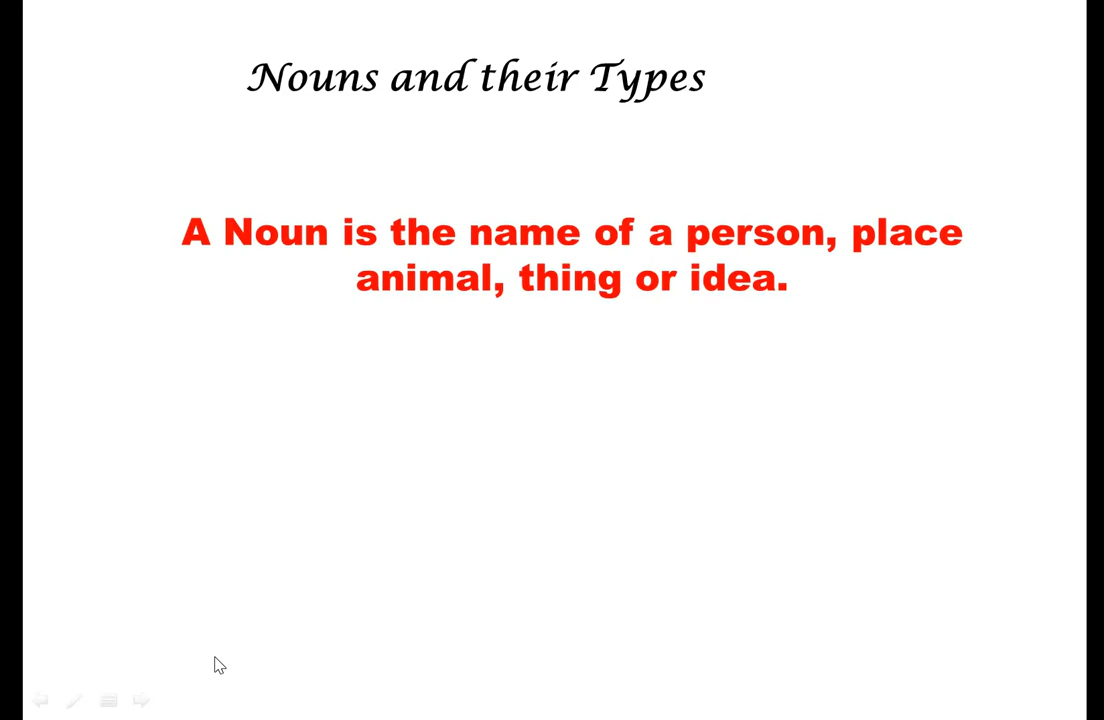 Nouns and their Types
A Noun is the name of a person, place
animal, thing or idea.